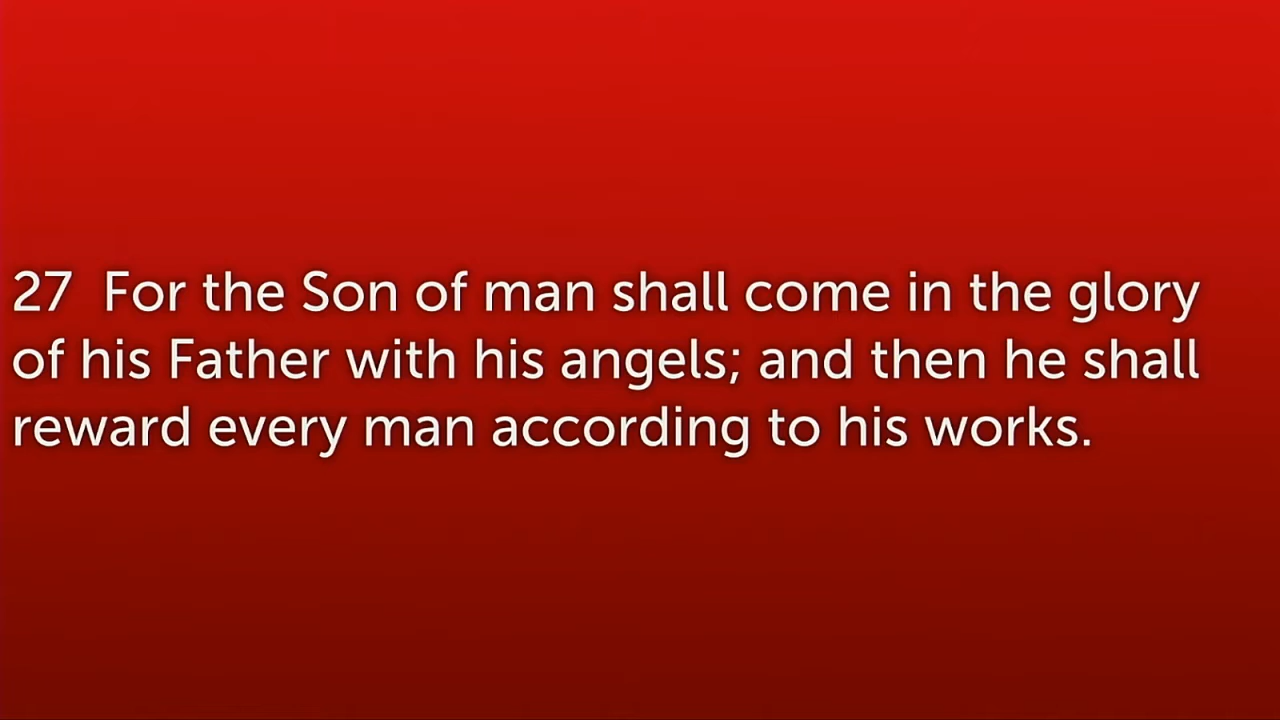 27  For the Son of man shall come in the glory
of his Father with his angels; and then he shall
reward every man according to his works.